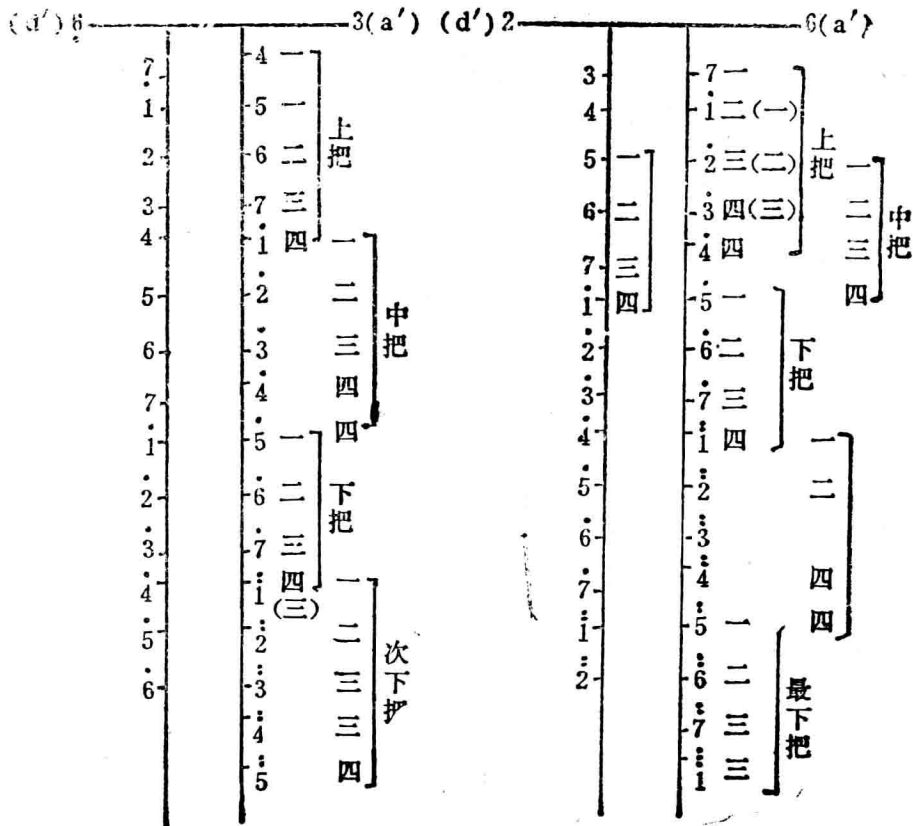 (d′) 6̣ 3(a′) (d′) 2 6(a′)
7̣ 4 一
1 5 一
2 6 二
3 7 三
4 1̇ 四 一
5 2̇ 二
6 3̇ 三
7 4̇ 四
1̇ 5̇ 一 四
2̇ 6̇ 二
3̇ 7̇ 三
4̇ 1̈ 四(三) 一
5̇ 2̈ 二
6̇ 3̈ 三
4̈ 三
5̈ 四
上把
中把
下把
次下把
3 7 一
4 1̇ 二(一)
5 一 2̇ 三(二) 一
6 二 3̇ 四(三) 二
7 三 4̇ 四 三
1̇ 四 5̇ 一 四
2̇ 6̇ 二
3̇ 7̇ 三
4̇ 1̈ 四 一
5̇ 2̈ 二
6̇ 3̈
7̇ 4̈ 四
1̈ 5̈ 一 四
2̈ 6̈ 二
7̈ 三
1⃛ 三
上把
中把
下把
最下把